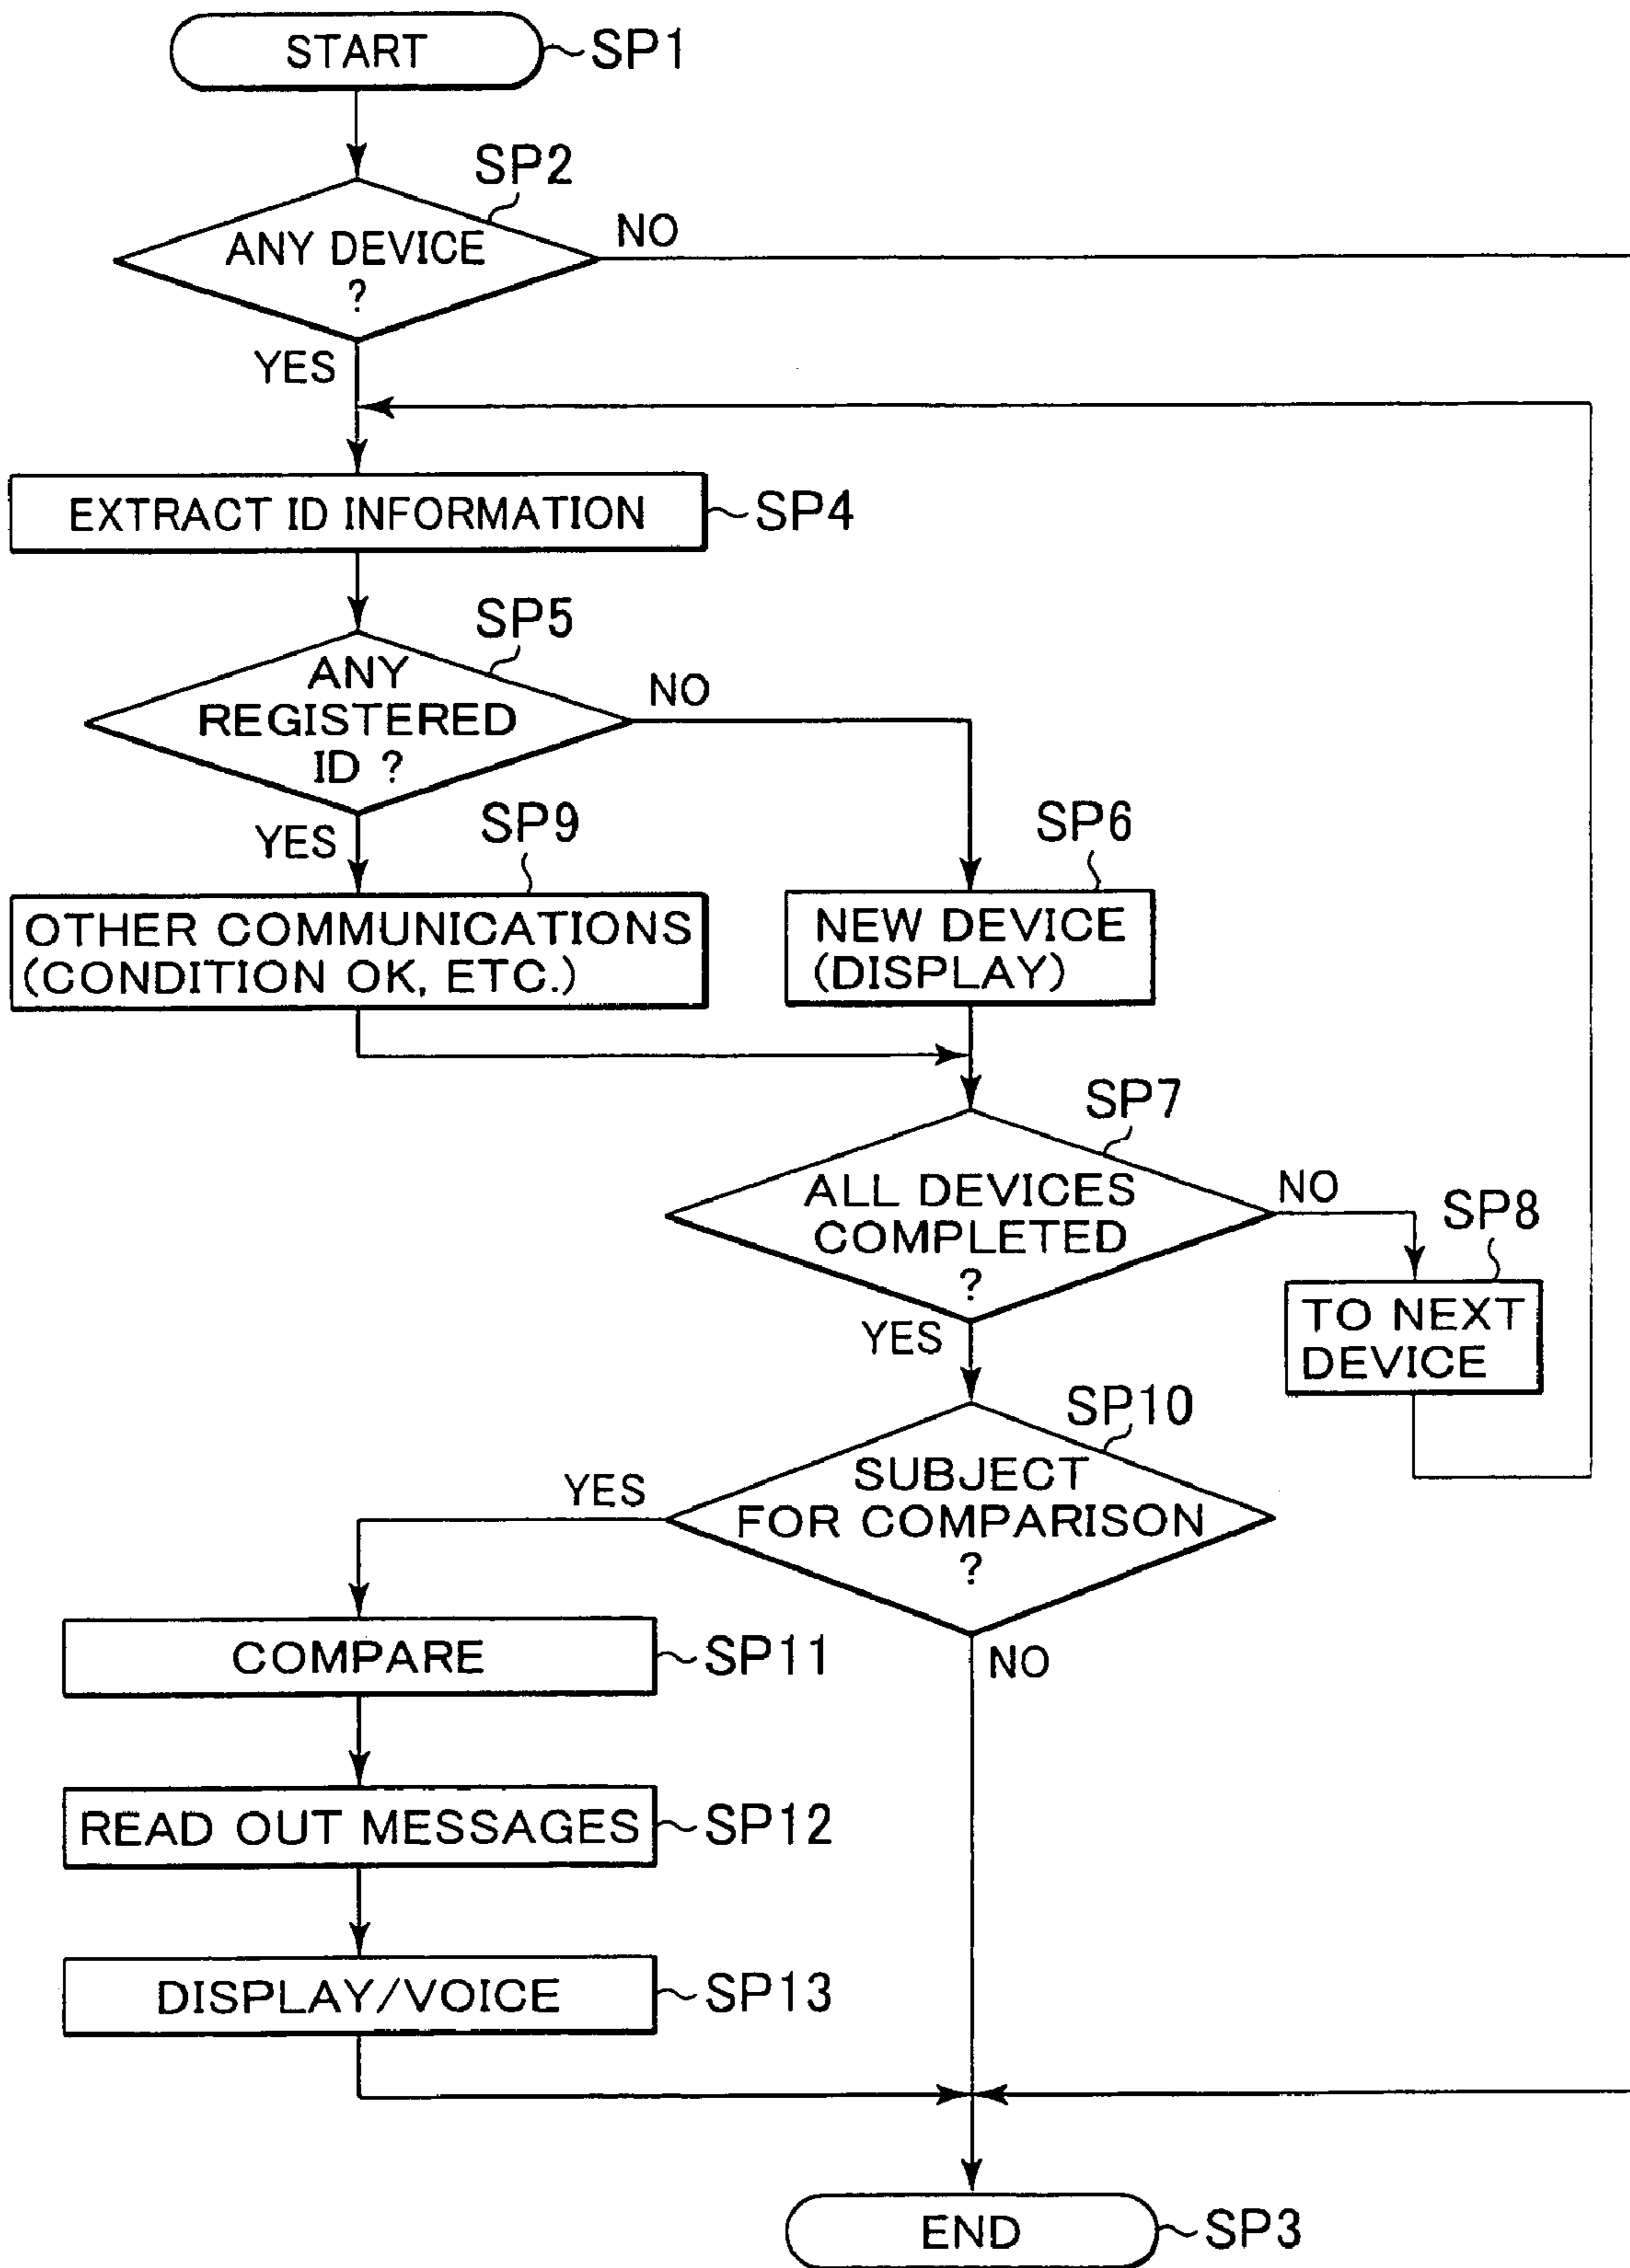 START
SP1
SP2
ANY DEVICE
?
NO
YES
EXTRACT ID INFORMATION
SP4
SP5
ANY
REGISTERED
ID ?
NO
YES
SP9
SP6
OTHER COMMUNICATIONS
(CONDITION OK, ETC.)
NEW DEVICE
(DISPLAY)
SP7
ALL DEVICES
COMPLETED
?
NO
SP8
TO NEXT
DEVICE
YES
SP10
SUBJECT
FOR COMPARISON
?
YES
NO
COMPARE
SP11
READ OUT MESSAGES
SP12
DISPLAY/VOICE
SP13
END
SP3